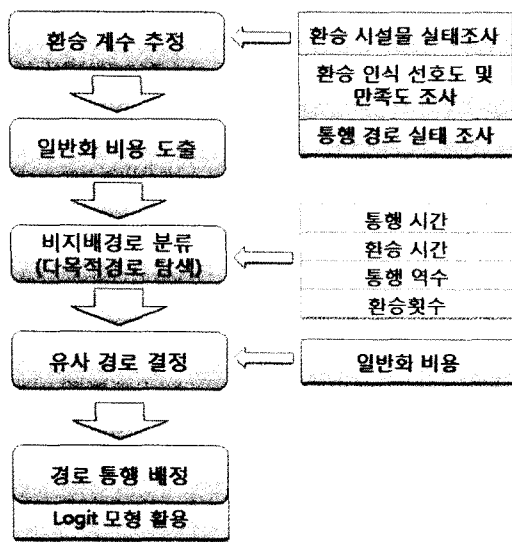 환승 계수 추정
환승 시설물 실태조사
환승 인식 선호도 및
만족도 조사
통행 경로 실태 조사
일반화 비용 도출
비지배경로 분류
(다목적경로 탐색)
통행 시간
환승 시간
통행 역수
환승횟수
유사 경로 결정
일반화 비용
경로 통행 배정
Logit 모형 활용